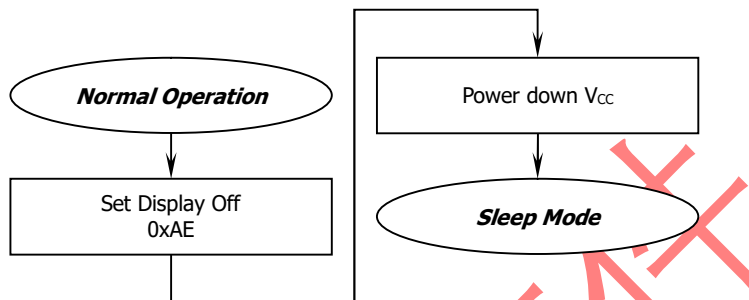 Normal Operation
Set Display Off
0xAE
Power down VCC
Sleep Mode